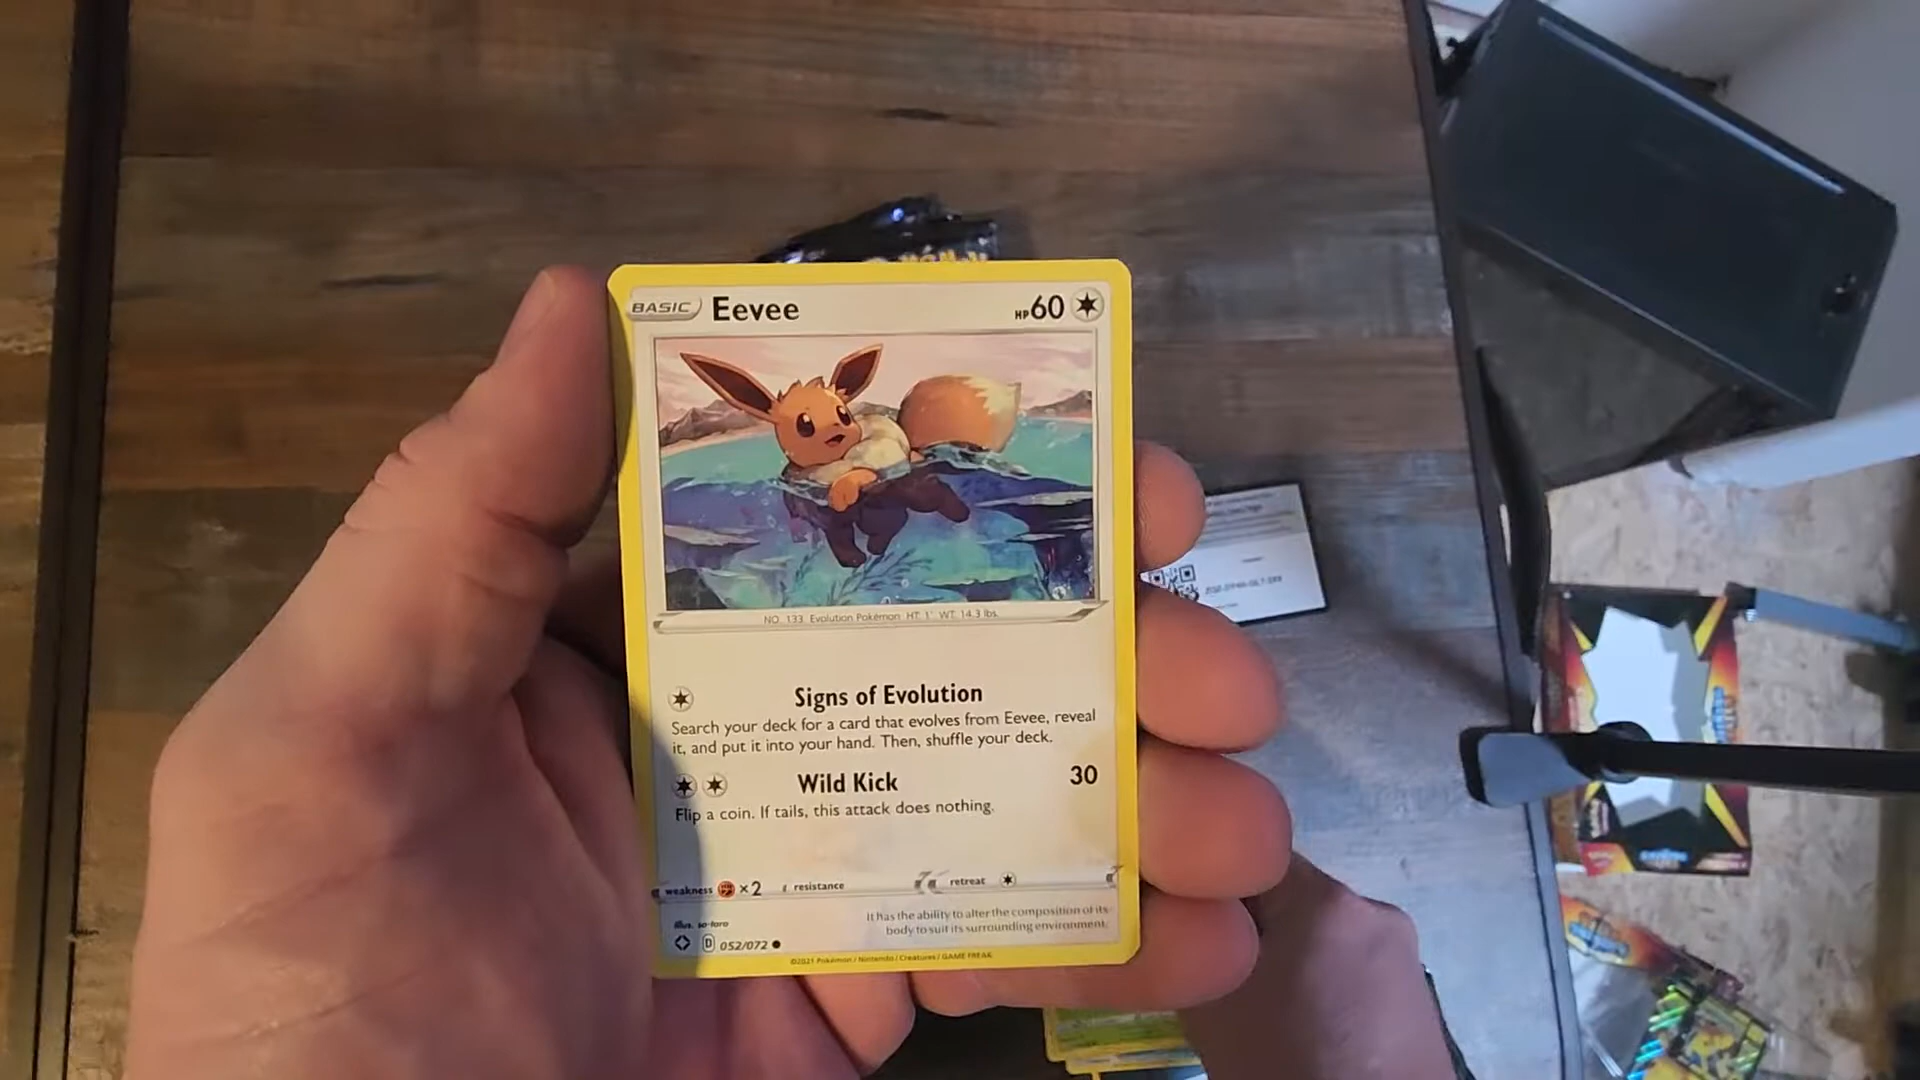 BASIC Eevee HP60
NO. 133 Evolution Pokémon HT: 1' WT: 14.3 lbs.
Signs of Evolution
Search your deck for a card that evolves from Eevee, reveal
it, and put it into your hand. Then, shuffle your deck.
Wild Kick 30
Flip a coin. If tails, this attack does nothing.
weakness ×2 resistance retreat
Illus. so-taro
It has the ability to alter the composition of its
body to suit its surrounding environment.
D 052/072
©2021 Pokémon / Nintendo / Creatures / GAME FREAK